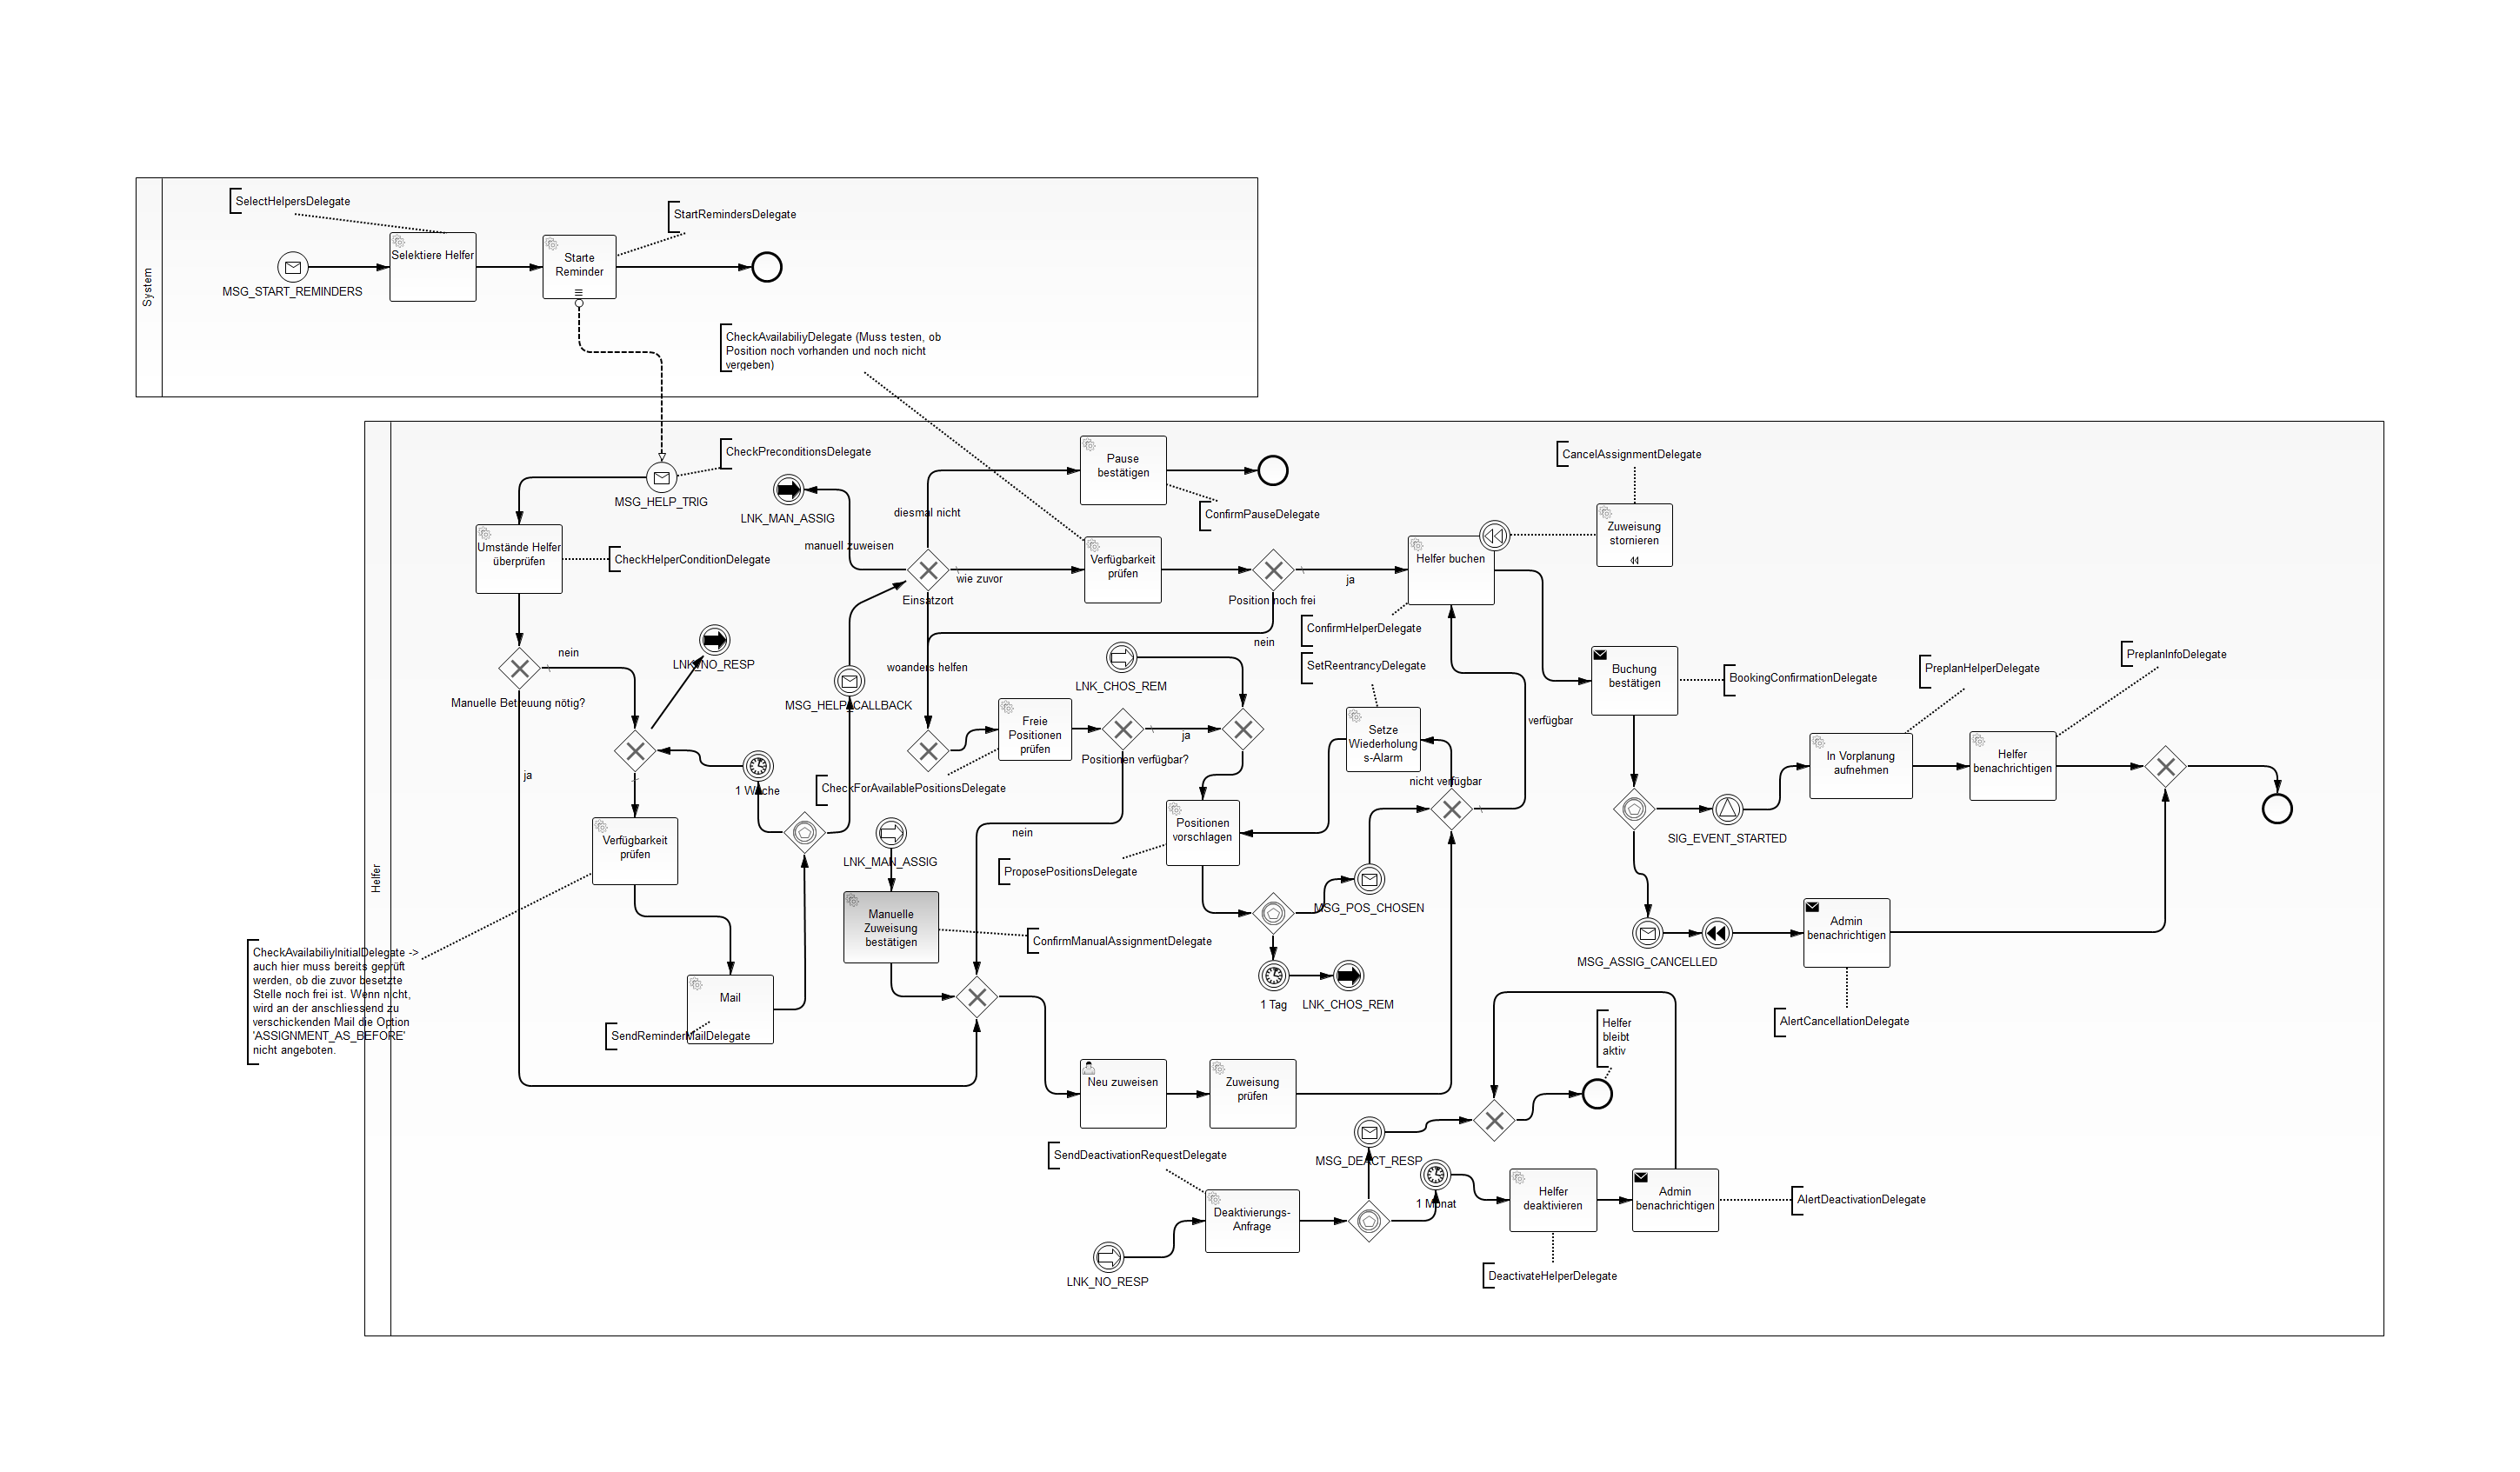 System
SelectHelpersDelegate
StartRemindersDelegate
MSG_START_REMINDERS
Selektiere Helfer
Starte
Reminder
CheckAvailabiliyDelegate (Muss testen, ob
Position noch vorhanden und noch nicht
vergeben)
Helfer
MSG_HELP_TRIG
CheckPreconditionsDelegate
Umstände Helfer
überprüfen
CheckHelperConditionDelegate
LNK_MAN_ASSIG
manuell zuweisen
diesmal nicht
Pause
bestätigen
ConfirmPauseDelegate
Einsatzort
wie zuvor
Verfügbarkeit
prüfen
Position noch frei
ja
nein
Helfer buchen
ConfirmHelperDelegate
CancelAssignmentDelegate
Zuweisung
stornieren
Manuelle Betreuung nötig?
nein
ja
LNK_NO_RESP
MSG_HELP_CALLBACK
woanders helfen
LNK_CHOS_REM
SetReentrancyDelegate
Freie
Positionen
prüfen
CheckForAvailablePositionsDelegate
Positionen verfügbar?
ja
nein
Setze
Wiederholung
s-Alarm
nicht verfügbar
verfügbar
Buchung
bestätigen
BookingConfirmationDelegate
PreplanHelperDelegate
PreplanInfoDelegate
In Vorplanung
aufnehmen
Helfer
benachrichtigen
SIG_EVENT_STARTED
1 Woche
Verfügbarkeit
prüfen
CheckAvailabiliyInitialDelegate ->
auch hier muss bereits geprüft
werden, ob die zuvor besetzte
Stelle noch frei ist. Wenn nicht,
wird an der anschliessend zu
verschickenden Mail die Option
'ASSIGNMENT_AS_BEFORE'
nicht angeboten.
Mail
SendReminderMailDelegate
LNK_MAN_ASSIG
Manuelle
Zuweisung
bestätigen
ConfirmManualAssignmentDelegate
Positionen
vorschlagen
ProposePositionsDelegate
MSG_POS_CHOSEN
1 Tag
LNK_CHOS_REM
MSG_ASSIG_CANCELLED
Admin
benachrichtigen
AlertCancellationDelegate
Neu zuweisen
Zuweisung
prüfen
Helfer
bleibt
aktiv
SendDeactivationRequestDelegate
Deaktivierungs-
Anfrage
LNK_NO_RESP
MSG_DEACT_RESP
1 Monat
Helfer
deaktivieren
DeactivateHelperDelegate
Admin
benachrichtigen
AlertDeactivationDelegate